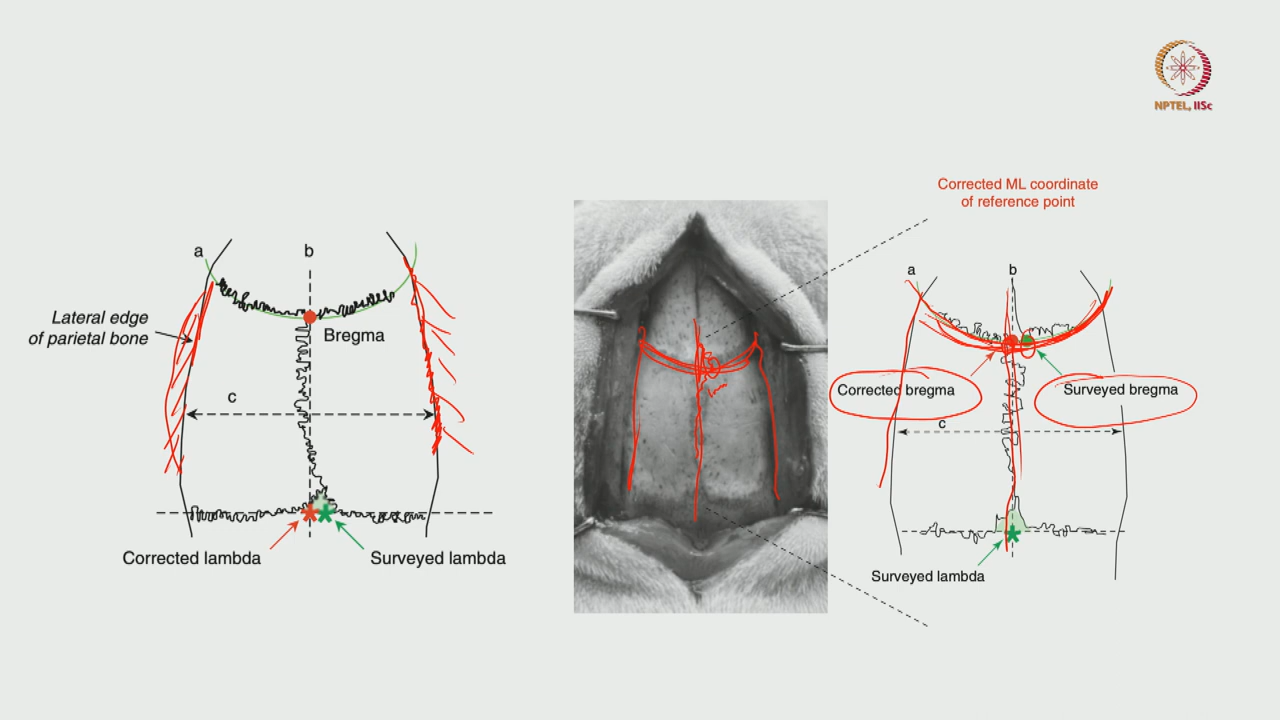 NPTEL, IISc
Corrected ML coordinate
of reference point
a
b
Lateral edge
of parietal bone
Bregma
c
Corrected lambda
Surveyed lambda
a
b
Corrected bregma
Surveyed bregma
c
Surveyed lambda